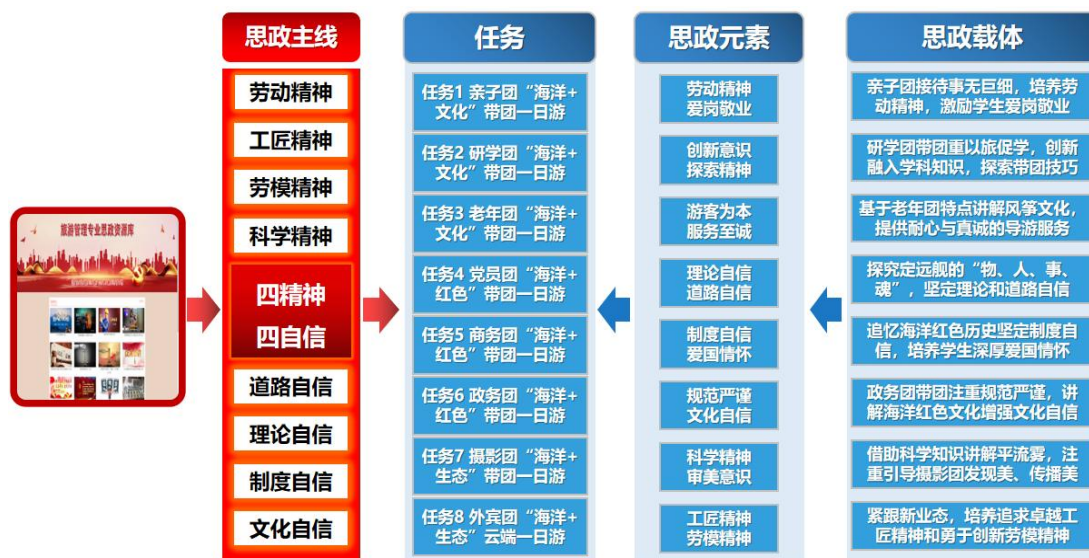 旅游管理专业思政资源库
思政主线
劳动精神
工匠精神
劳模精神
科学精神
四精神
四自信
道路自信
理论自信
制度自信
文化自信
任务
任务1 亲子团“海洋+
文化”带团一日游
任务2 研学团“海洋+
文化”带团一日游
任务3 老年团“海洋+
文化”带团一日游
任务4 党员团“海洋+
红色”带团一日游
任务5 商务团“海洋+
红色”带团一日游
任务6 政务团“海洋+
红色”带团一日游
任务7 摄影团“海洋+
生态”带团一日游
任务8 外宾团“海洋+
生态”云端一日游
思政元素
劳动精神
爱岗敬业
创新意识
探索精神
游客为本
服务至诚
理论自信
道路自信
制度自信
爱国情怀
规范严谨
文化自信
科学精神
审美意识
工匠精神
劳模精神
思政载体
亲子团接待事无巨细，培养劳
动精神，激励学生爱岗敬业
研学团带团重以旅促学，创新
融入学科知识，探索带团技巧
基于老年团特点讲解风筝文化，
提供耐心与真诚的导游服务
探究定远舰的“物、人、事、
魂”，坚定理论和道路自信
追忆海洋红色历史坚定制度自
信，培养学生深厚爱国情怀
政务团带团注重规范严谨，讲
解海洋红色文化增强文化自信
借助科学知识讲解平流雾，注
重引导摄影团发现美、传播美
紧跟新业态，培养追求卓越工
匠精神和勇于创新劳模精神